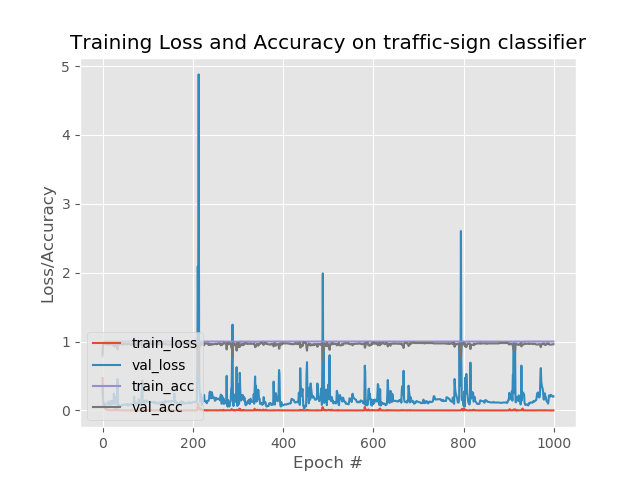 Training Loss and Accuracy on traffic-sign classifier
5
4
3
2
1
0
Loss/Accuracy
train_loss
val_loss
train_acc
val_acc
0 200 400 600 800 1000
Epoch #